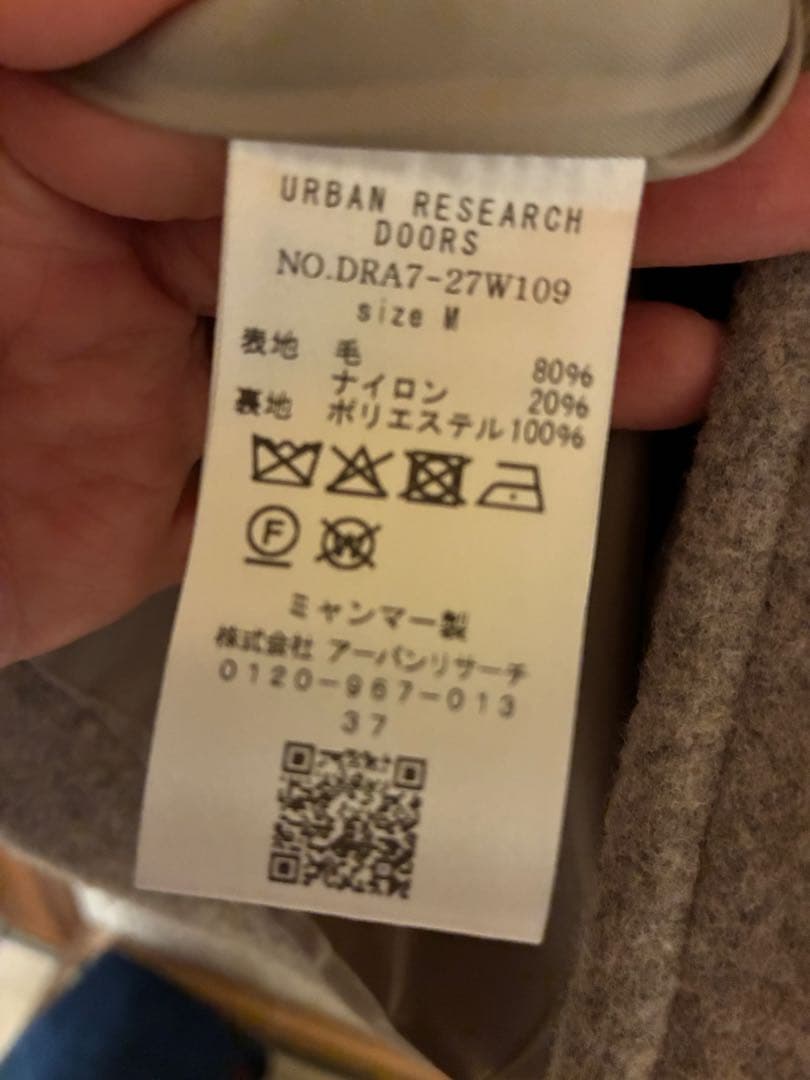 URBAN RESEARCH
DOORS
NO.DRA7-27W109
size M
表地 毛 80%
ナイロン 20%
裏地 ポリエステル 100%
F W
ミャンマー製
株式会社 アーバンリサーチ
0120-967-013
37